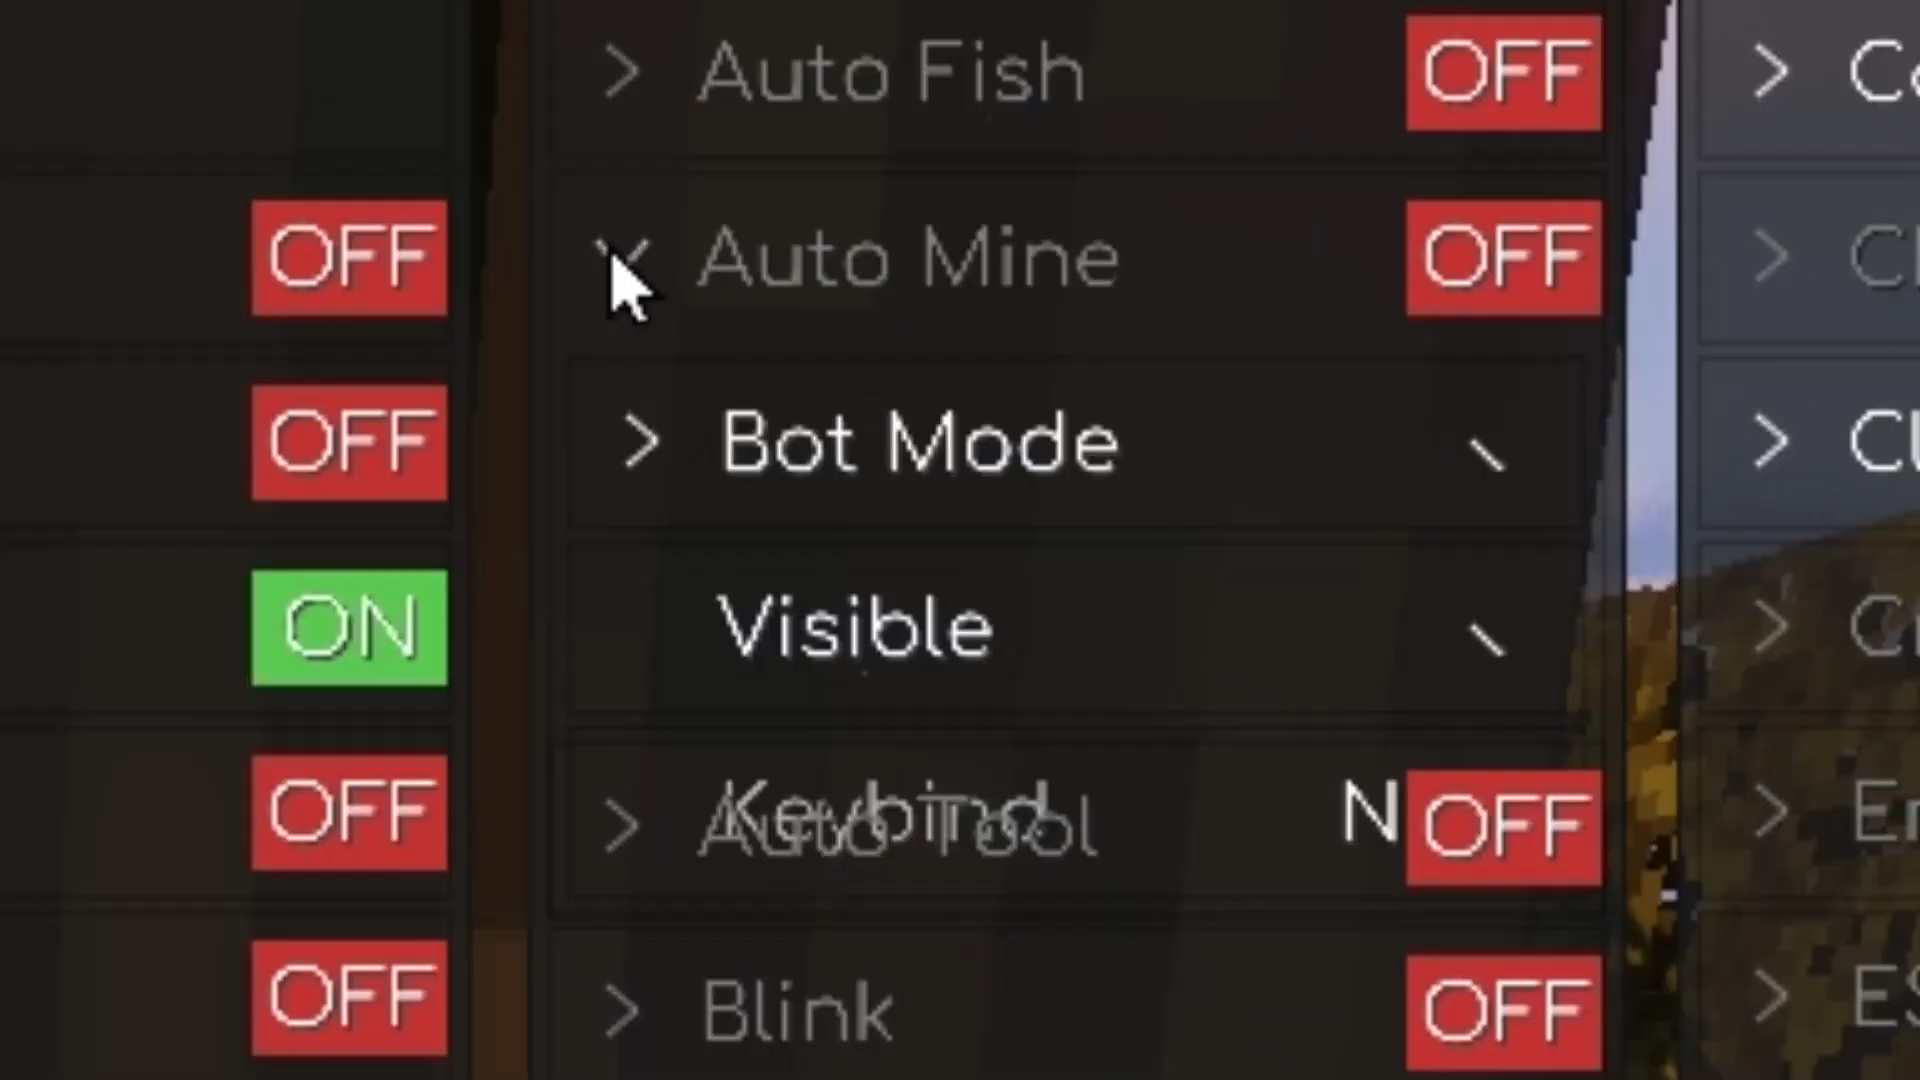 Auto Fish OFF
OFF Auto Mine OFF
OFF Bot Mode
ON Visible
OFF Keybind
Auto Tool OFF
OFF Blink OFF